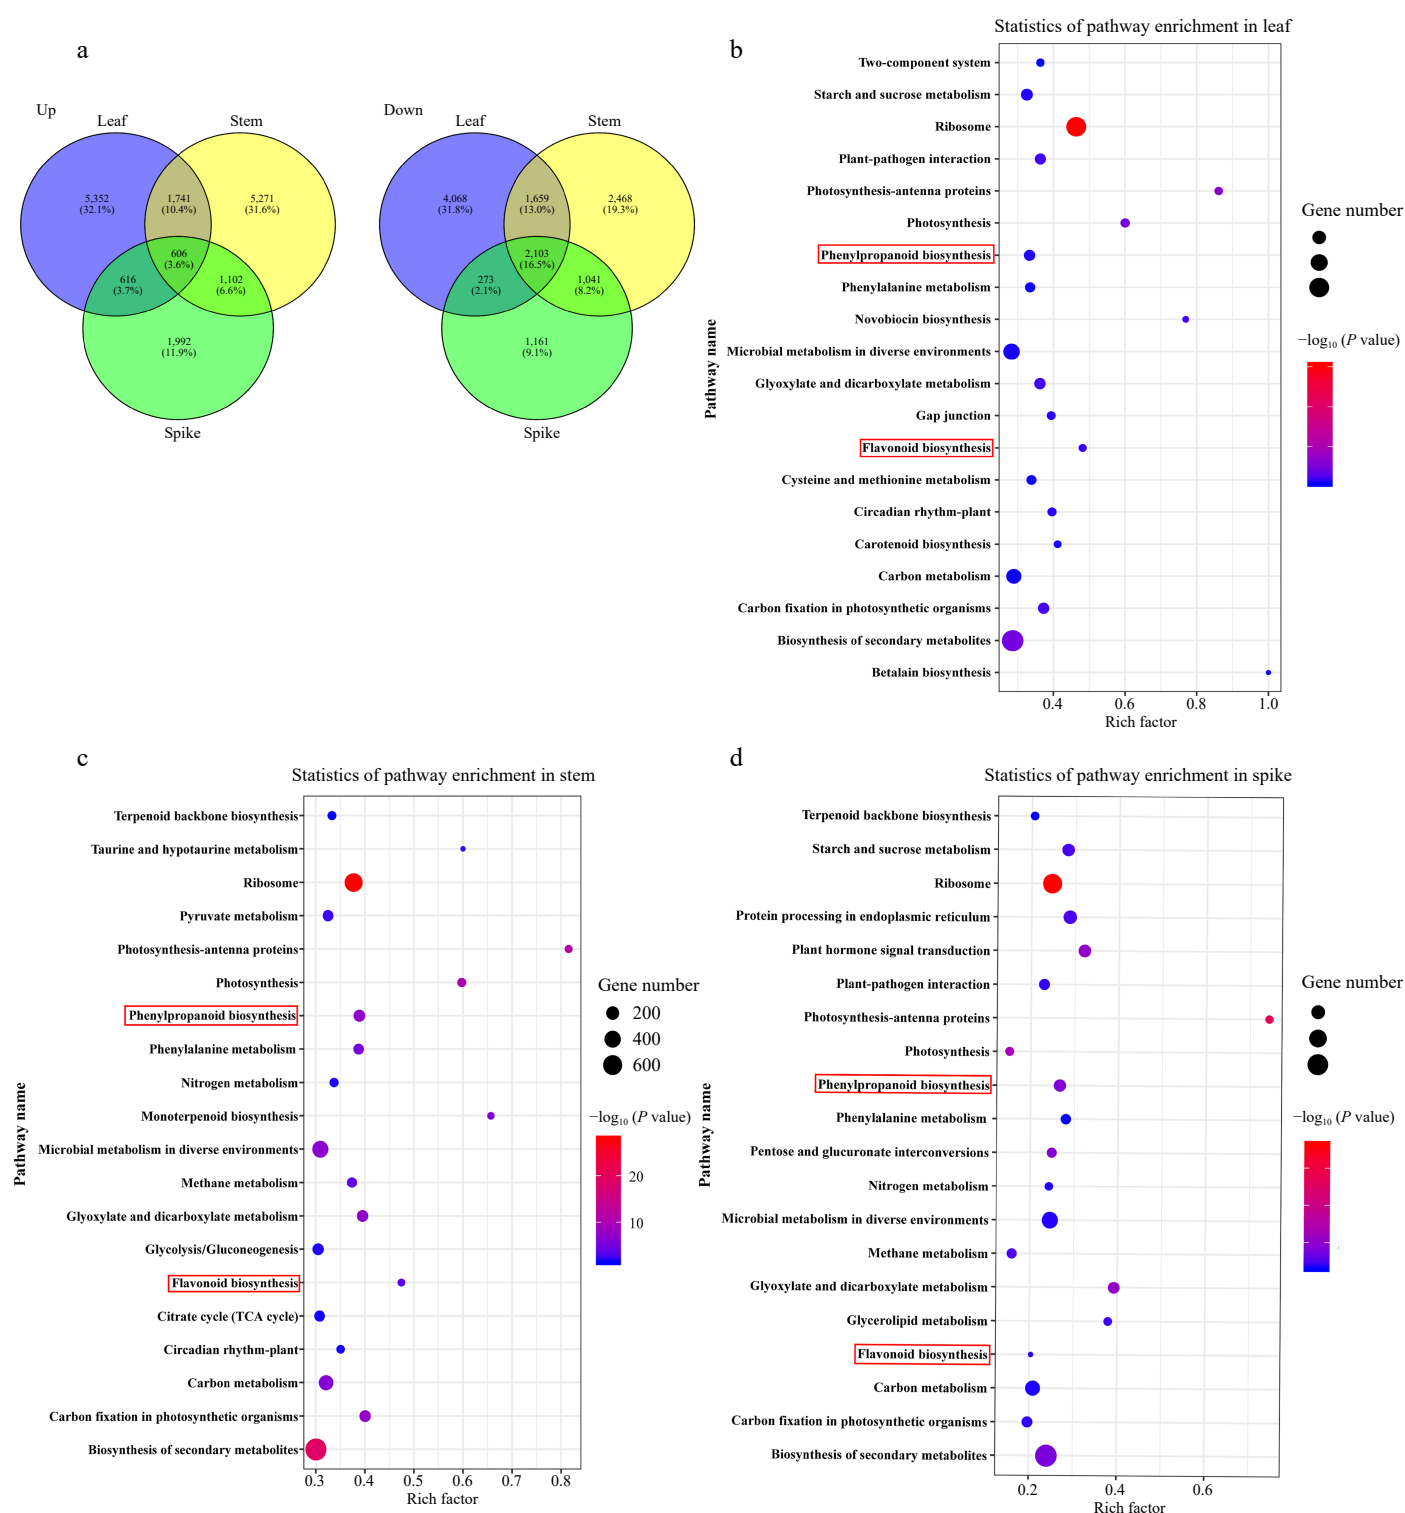 a
Up
Leaf
Stem
5,352
(32.1%)
1,741
(10.4%)
5,271
(31.6%)
606
(3.6%)
616
(3.7%)
1,102
(6.6%)
1,992
(11.9%)
Spike
Down
Leaf
Stem
4,068
(31.8%)
1,659
(13.0%)
2,468
(19.3%)
2,103
(16.5%)
273
(2.1%)
1,041
(8.2%)
1,161
(9.1%)
Spike
b
Statistics of pathway enrichment in leaf
Pathway name
Two-component system
Starch and sucrose metabolism
Ribosome
Plant-pathogen interaction
Photosynthesis-antenna proteins
Photosynthesis
Phenylpropanoid biosynthesis
Phenylalanine metabolism
Novobiocin biosynthesis
Microbial metabolism in diverse environments
Glyoxylate and dicarboxylate metabolism
Gap junction
Flavonoid biosynthesis
Cysteine and methionine metabolism
Circadian rhythm-plant
Carotenoid biosynthesis
Carbon metabolism
Carbon fixation in photosynthetic organisms
Biosynthesis of secondary metabolites
Betalain biosynthesis
0.4 0.6 0.8 1.0
Rich factor
Gene number
−log10 (P value)
c
Statistics of pathway enrichment in stem
Pathway name
Terpenoid backbone biosynthesis
Taurine and hypotaurine metabolism
Ribosome
Pyruvate metabolism
Photosynthesis-antenna proteins
Photosynthesis
Phenylpropanoid biosynthesis
Phenylalanine metabolism
Nitrogen metabolism
Monoterpenoid biosynthesis
Microbial metabolism in diverse environments
Methane metabolism
Glyoxylate and dicarboxylate metabolism
Glycolysis/Gluconeogenesis
Flavonoid biosynthesis
Citrate cycle (TCA cycle)
Circadian rhythm-plant
Carbon metabolism
Carbon fixation in photosynthetic organisms
Biosynthesis of secondary metabolites
0.3 0.4 0.5 0.6 0.7 0.8
Rich factor
Gene number
200
400
600
−log10 (P value)
20
10
d
Statistics of pathway enrichment in spike
Pathway name
Terpenoid backbone biosynthesis
Starch and sucrose metabolism
Ribosome
Protein processing in endoplasmic reticulum
Plant hormone signal transduction
Plant-pathogen interaction
Photosynthesis-antenna proteins
Photosynthesis
Phenylpropanoid biosynthesis
Phenylalanine metabolism
Pentose and glucuronate interconversions
Nitrogen metabolism
Microbial metabolism in diverse environments
Methane metabolism
Glyoxylate and dicarboxylate metabolism
Glycerolipid metabolism
Flavonoid biosynthesis
Carbon metabolism
Carbon fixation in photosynthetic organisms
Biosynthesis of secondary metabolites
0.2 0.4 0.6
Rich factor
Gene number
−log10 (P value)